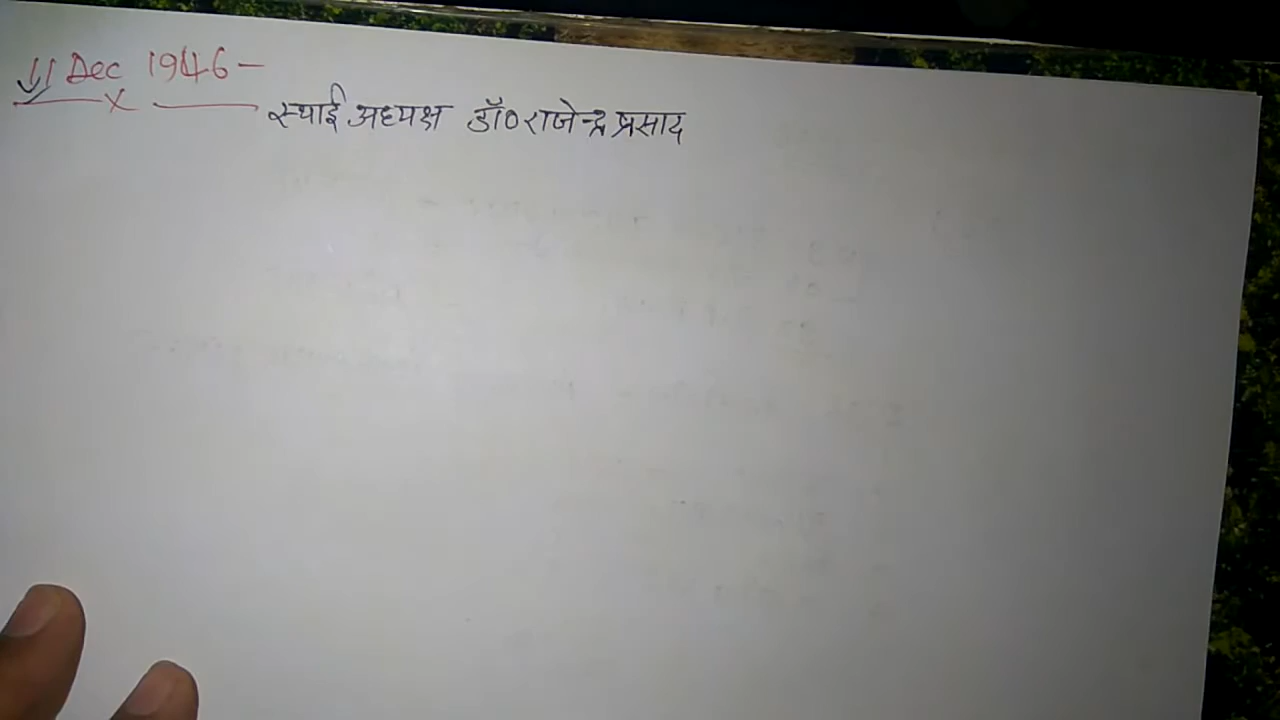 11 Dec 1946 -
स्थाई अध्यक्ष डॉ० राजेन्द्र प्रसाद